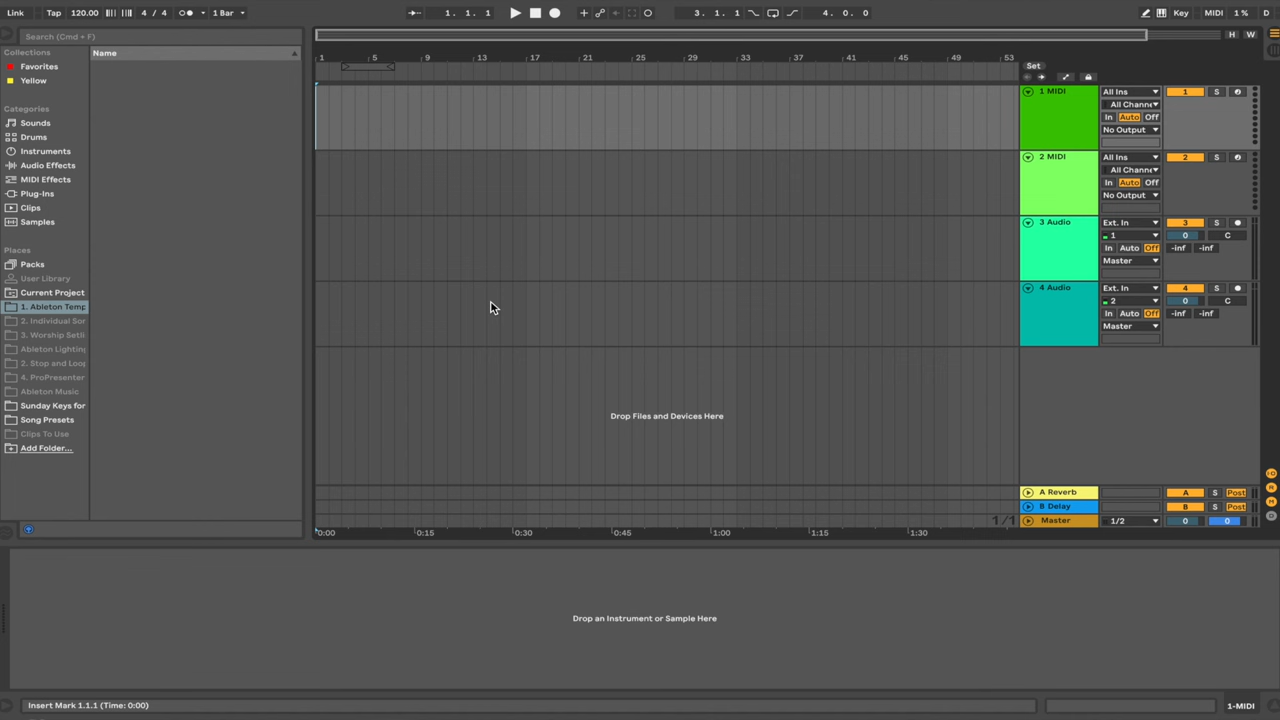 Link Tap 120.00 4 / 4 1 Bar 1. 1. 1 3. 1. 1 4. 0. 0 Key MIDI 1 % D
Search (Cmd + F)
H W
Collections
Favorites
Yellow
Categories
Sounds
Drums
Instruments
Audio Effects
MIDI Effects
Plug-Ins
Clips
Samples
Places
Packs
User Library
Current Project
1. Ableton Temp
2. Individual Sor
3. Worship Setli
Ableton Lighting
2. Stop and Loop
4. ProPresenter
Ableton Music
Sunday Keys for
Song Presets
Clips To Use
Add Folder...
Name
1 5 9 13 17 21 25 29 33 37 41 45 49 53
Set
1 MIDI All Ins 1 S
All Channe
In Auto Off
No Output
2 MIDI All Ins 2 S
All Channe
In Auto Off
No Output
3 Audio Ext. In 3 S
1 0 C
In Auto Off -inf -inf
Master
4 Audio Ext. In 4 S
2 0 C
In Auto Off -inf -inf
Master
Drop Files and Devices Here
A Reverb A S Post
B Delay B S Post
1/1 Master 1/2 0 0
0:00 0:15 0:30 0:45 1:00 1:15 1:30
Drop an Instrument or Sample Here
Insert Mark 1.1.1 (Time: 0:00) 1-MIDI